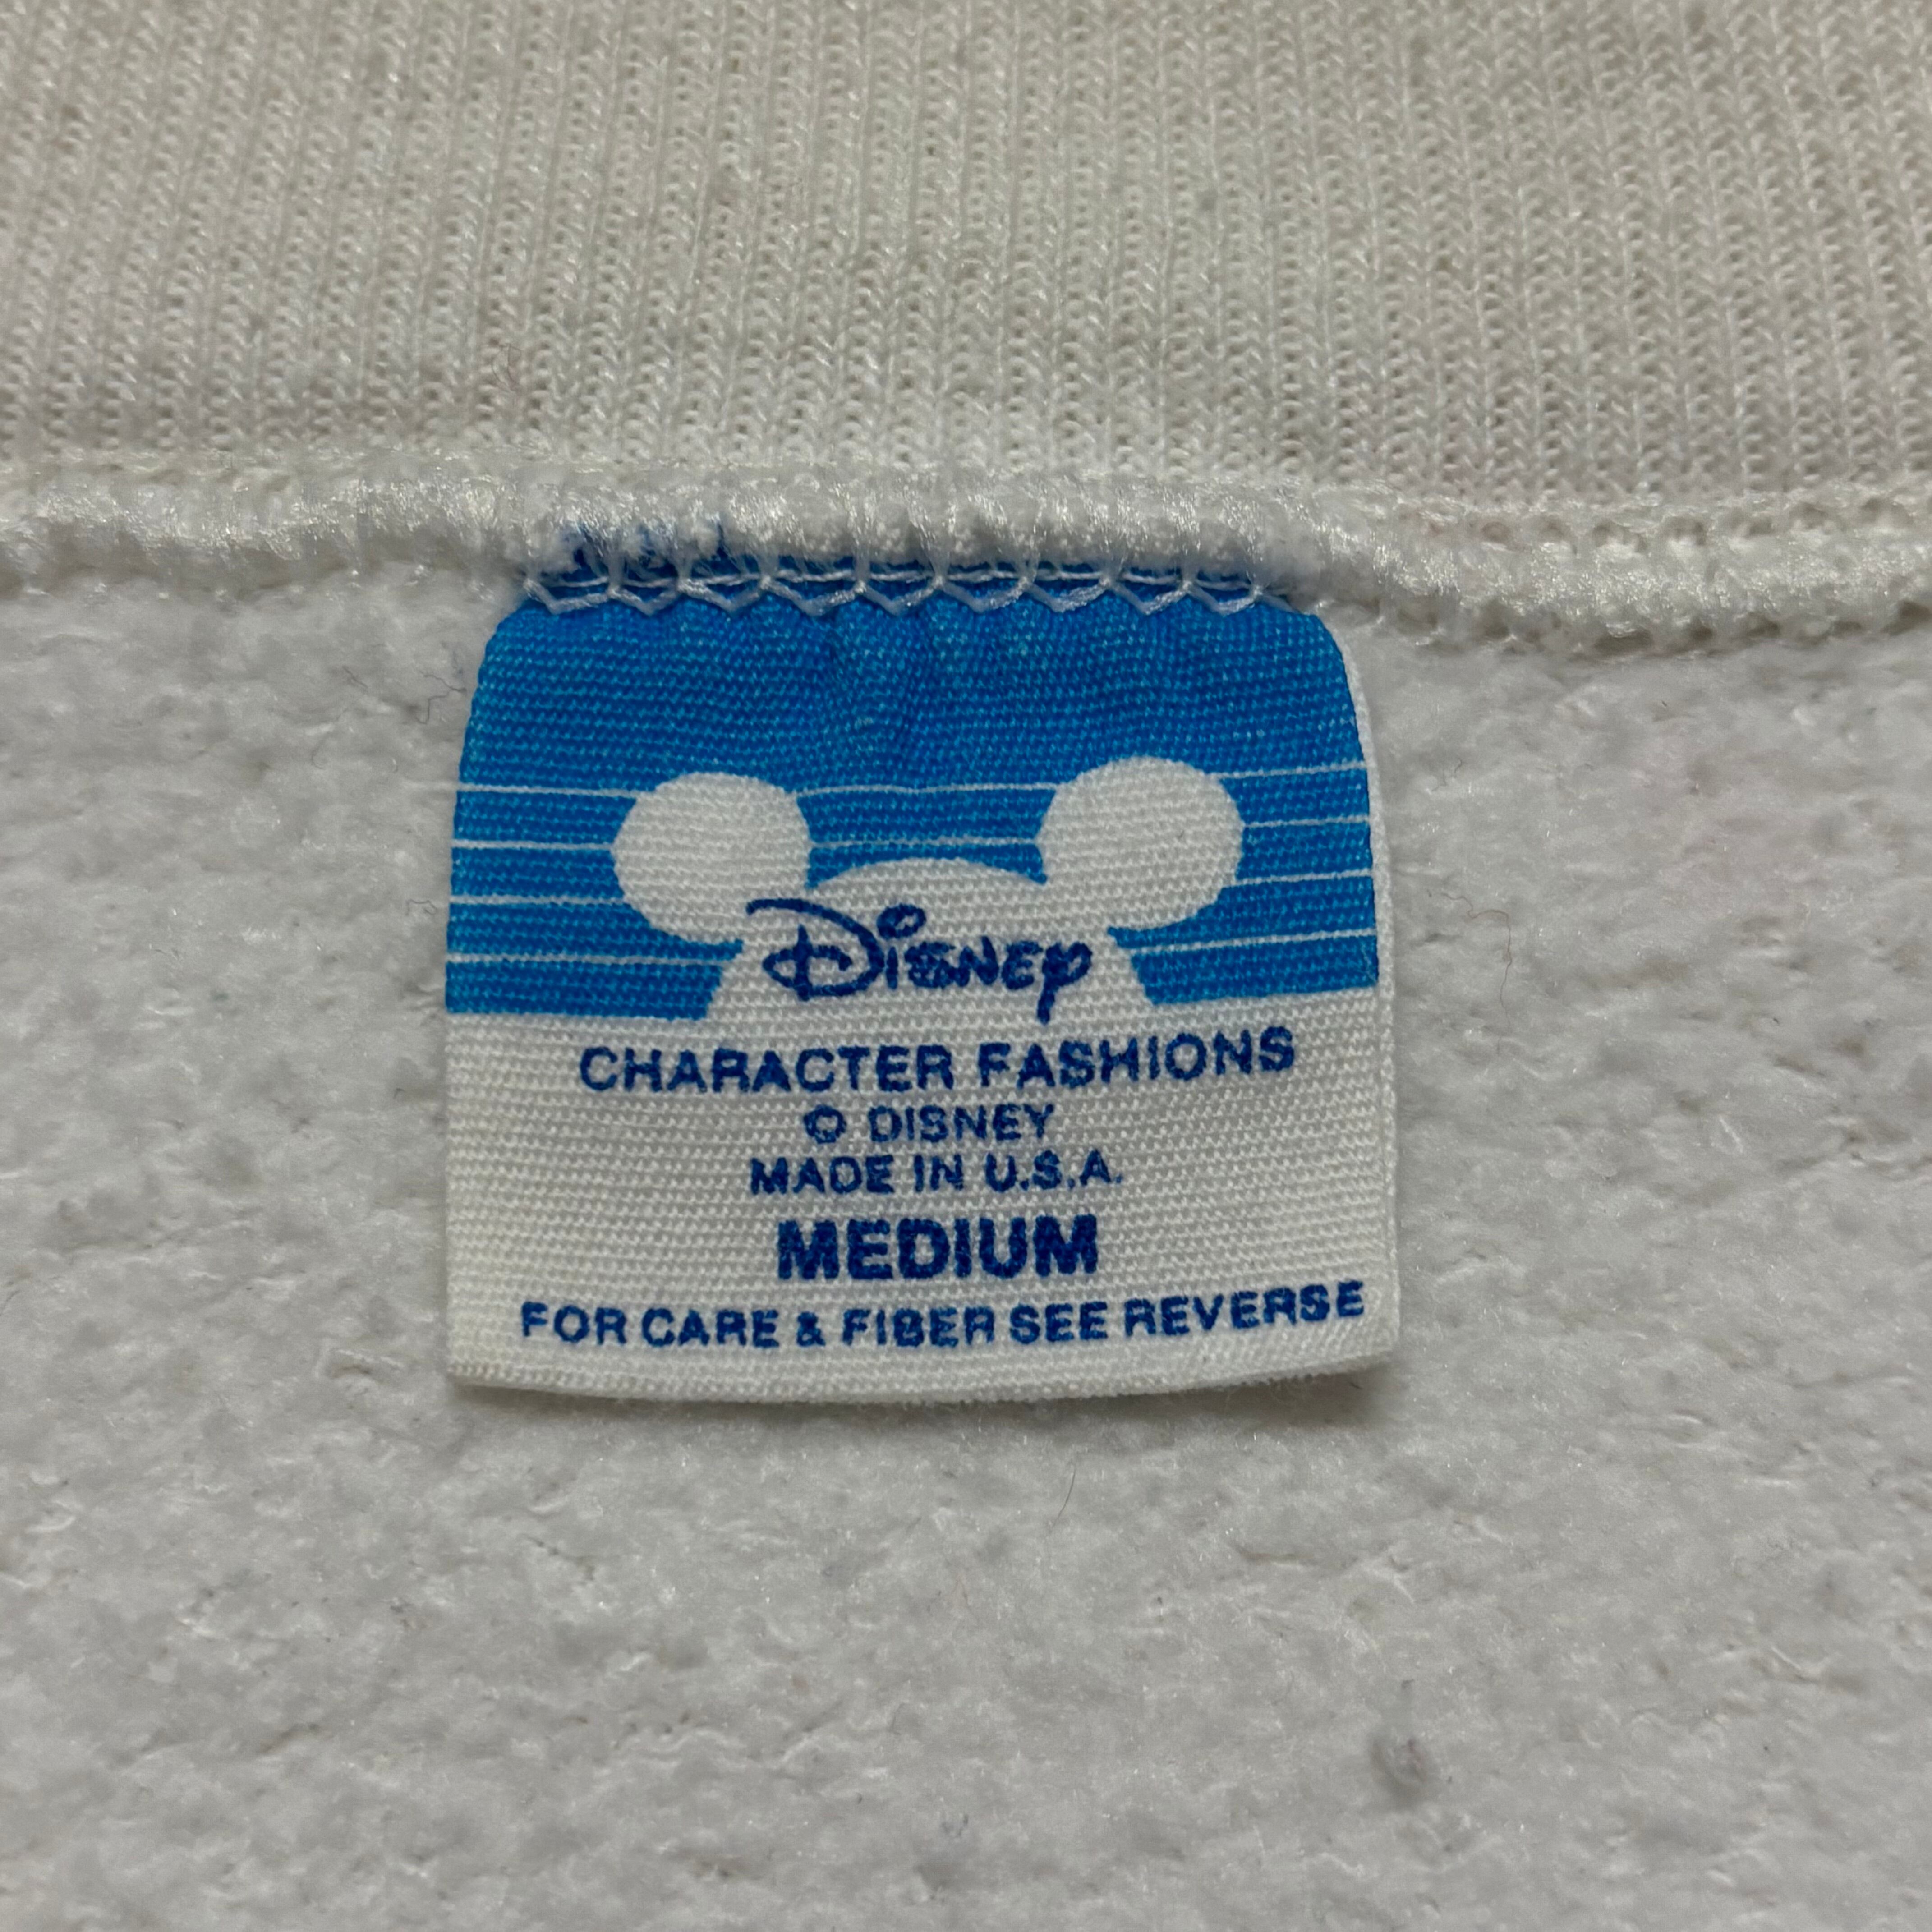 Disney
CHARACTER FASHIONS
© DISNEY
MADE IN U.S.A.
MEDIUM
FOR CARE & FIBER SEE REVERSE